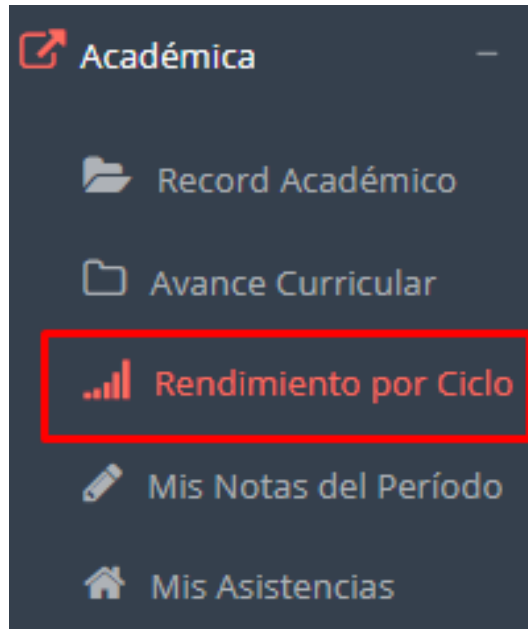 Académica
Record Académico
Avance Curricular
Rendimiento por Ciclo
Mis Notas del Período
Mis Asistencias